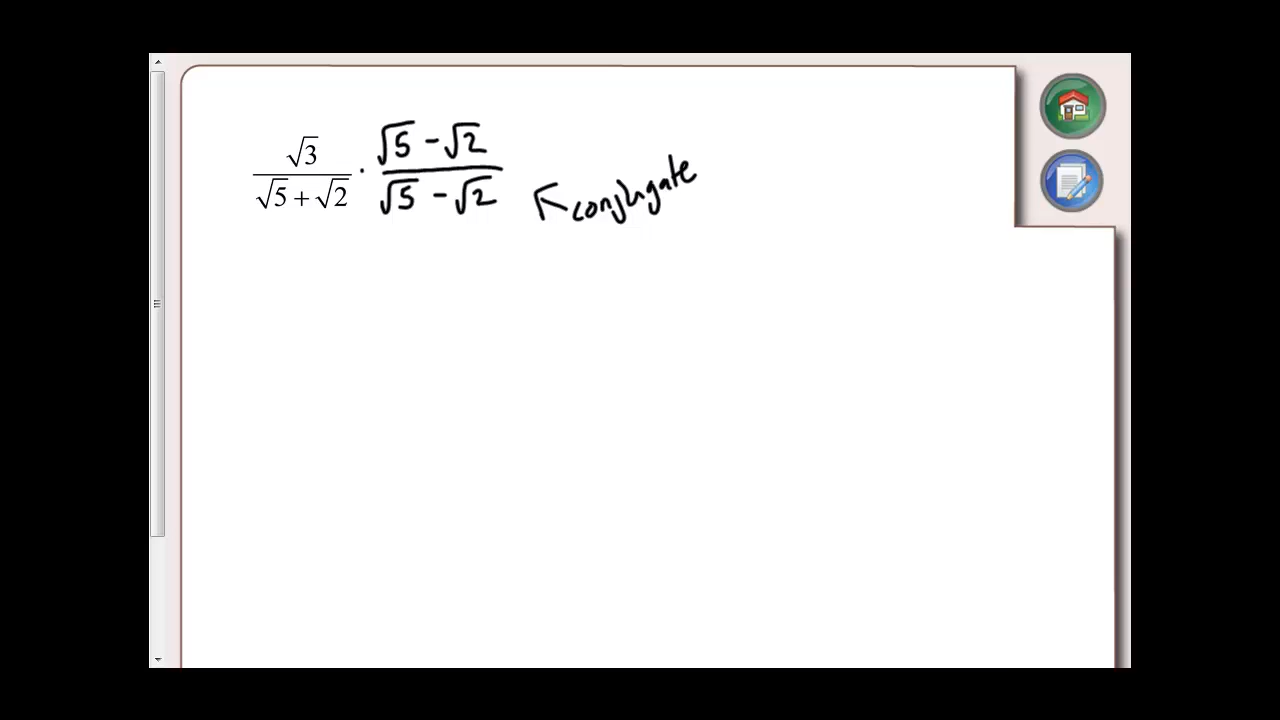 √3/(√5+√2) · (√5 − √2)/(√5 − √2) ↖ conjugate